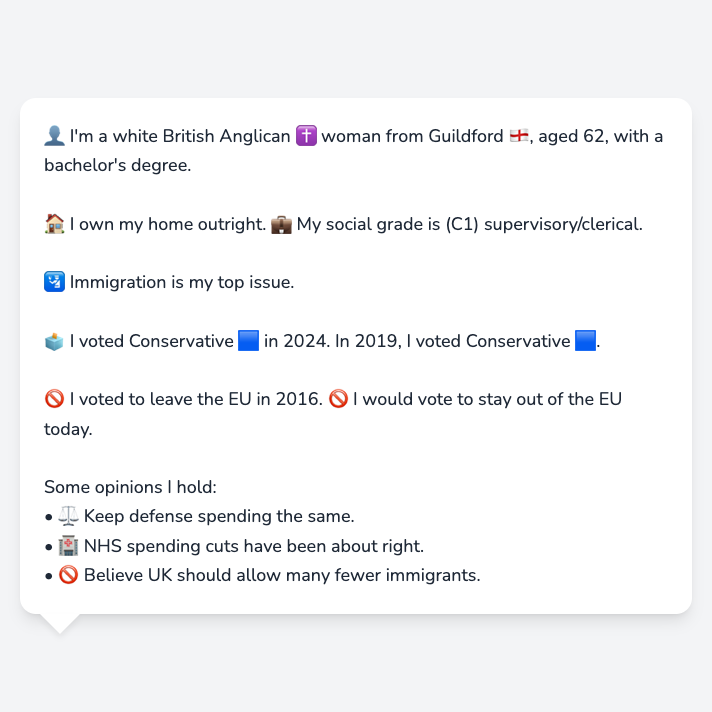 👤 I'm a white British Anglican ✝️ woman from Guildford 🏴󠁧󠁢󠁥󠁮󠁧󠁿, aged 62, with a
bachelor's degree.
🏠 I own my home outright. 💼 My social grade is (C1) supervisory/clerical.
🛂 Immigration is my top issue.
🗳️ I voted Conservative 🟦 in 2024. In 2019, I voted Conservative 🟦.
🚫 I voted to leave the EU in 2016. 🚫 I would vote to stay out of the EU
today.
Some opinions I hold:
• ⚖️ Keep defense spending the same.
• 🏥 NHS spending cuts have been about right.
• 🚫 Believe UK should allow many fewer immigrants.